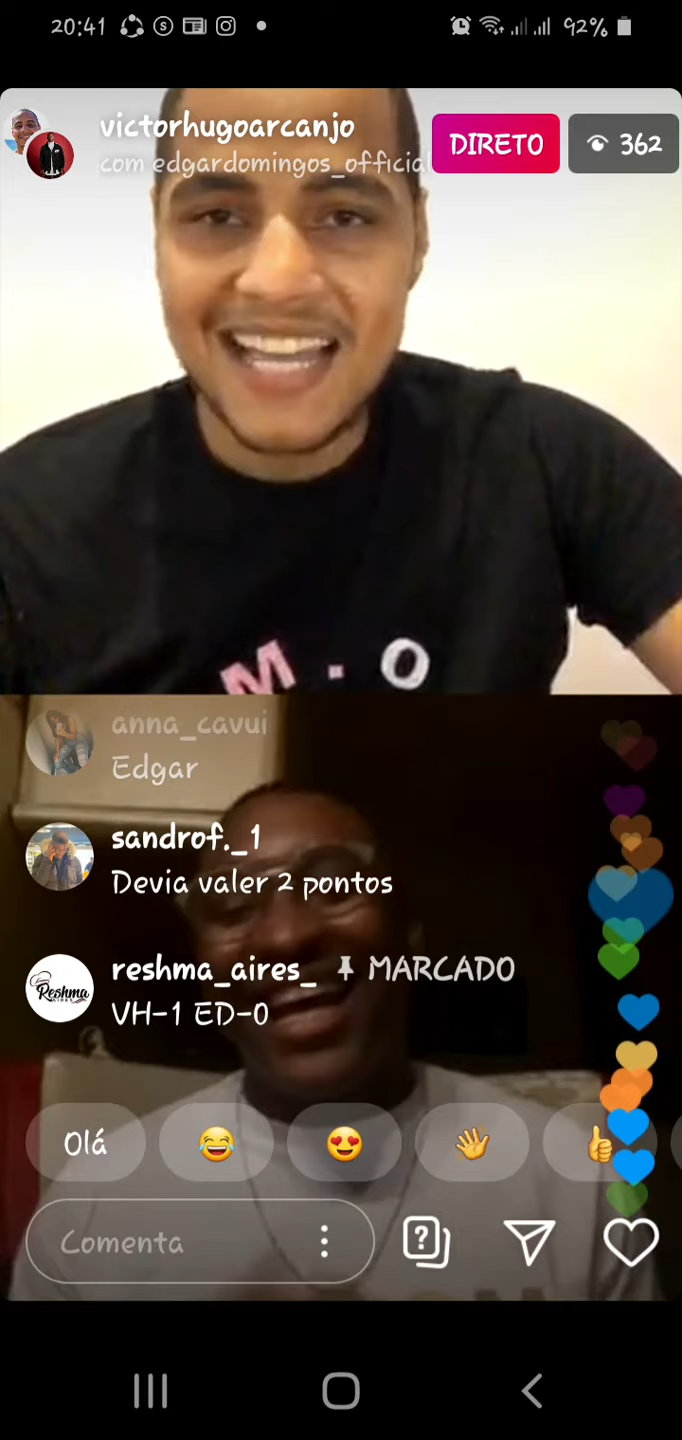 20:41
92%
victorhugoarcanjo
com edgardomingos_official
DIRETO
362
M.O
anna_cavui
Edgar
sandrof._1
Devia valer 2 pontos
Reshma
reshma_aires_ MARCADO
VH-1 ED-0
Olá
Comenta